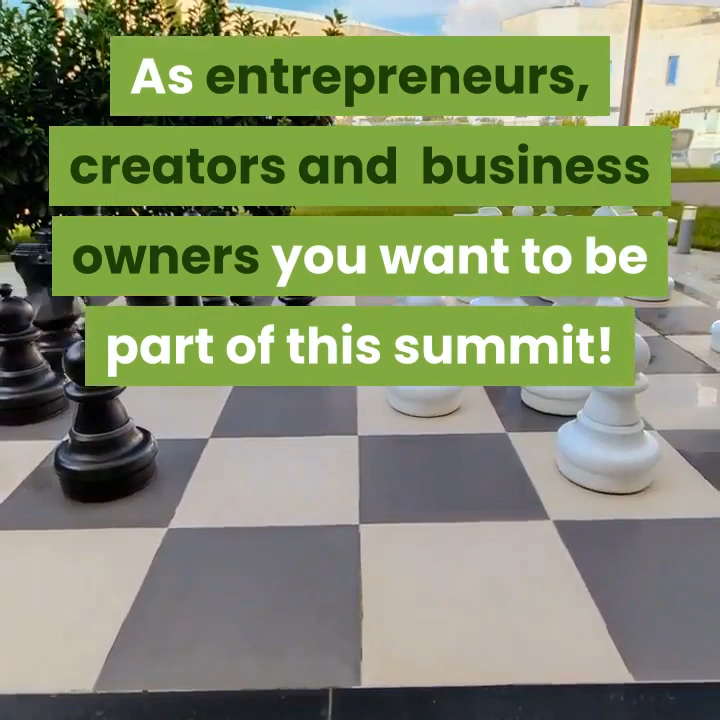 As entrepreneurs,
creators and  business
owners you want to be
part of this summit!